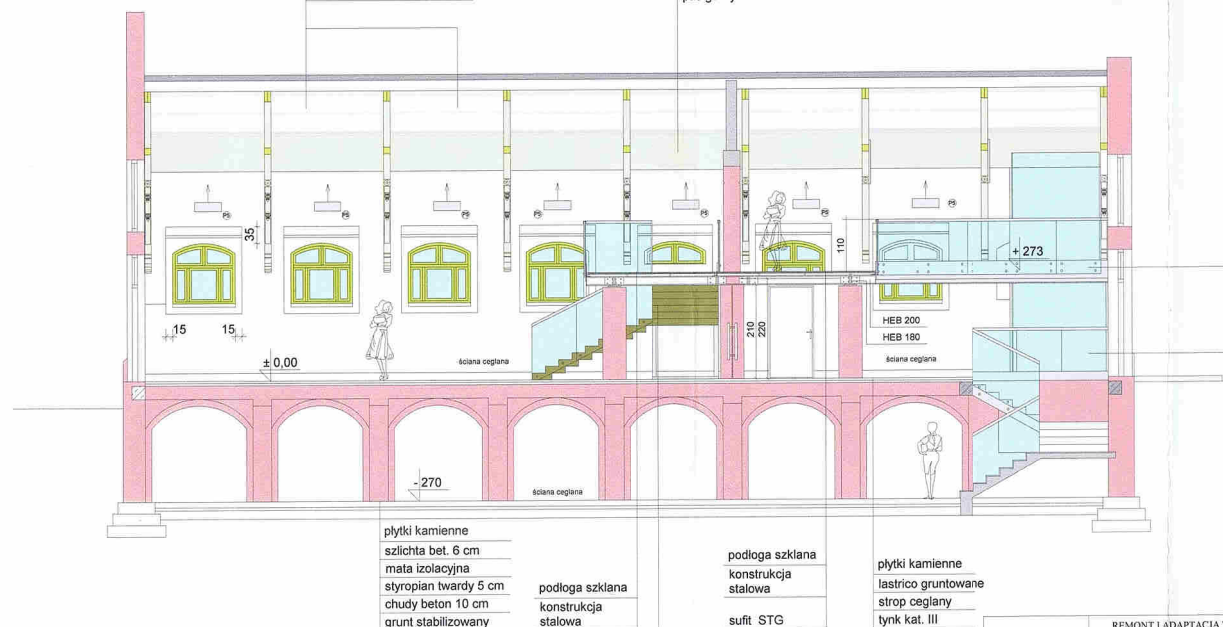 35
PS
PS
PS
PS
PS
PS
PS
110
+ 273
15
15
± 0,00
ściana ceglana
210
220
HEB 200
HEB 180
ściana ceglana
- 270
ściana ceglana
płytki kamienne
szlichta bet. 6 cm
mata izolacyjna
styropian twardy 5 cm
chudy beton 10 cm
grunt stabilizowany
podłoga szklana
konstrukcja
stalowa
podłoga szklana
konstrukcja
stalowa
sufit STG
płytki kamienne
lastrico gruntowane
strop ceglany
tynk kat. III
REMONT I ADAPTACJA